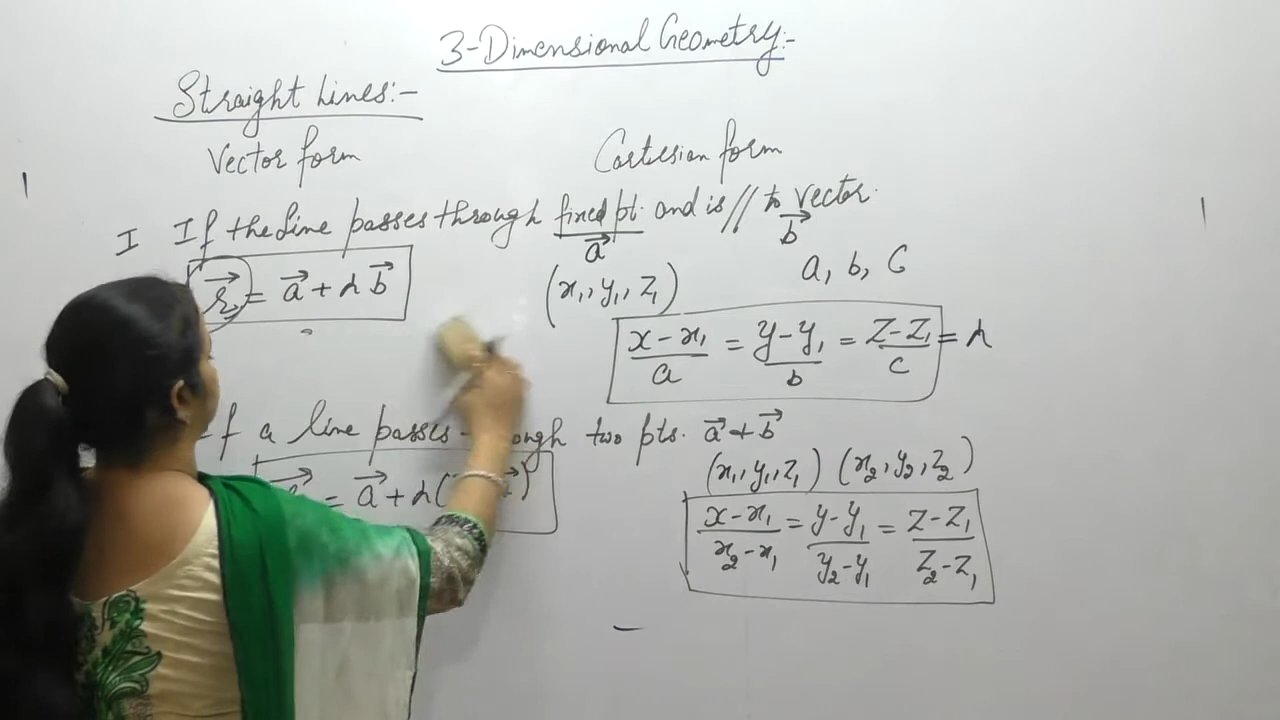 3-Dimensional Geometry:-
Straight Lines:-
Vector form
Cartesian form
I If the line passes through fixed pt. and is // to vector.
a⃗ b⃗
r⃗ = a⃗ + λb⃗
(x₁, y₁, z₁) a, b, c
x - x₁ / a = y - y₁ / b = z - z₁ / c = λ
f a line passes two pts. a⃗ & b⃗
= a⃗ + λ(
(x₁, y₁, z₁) (x₂, y₂, z₂)
x - x₁ / x₂ - x₁ = y - y₁ / y₂ - y₁ = z - z₁ / z₂ - z₁